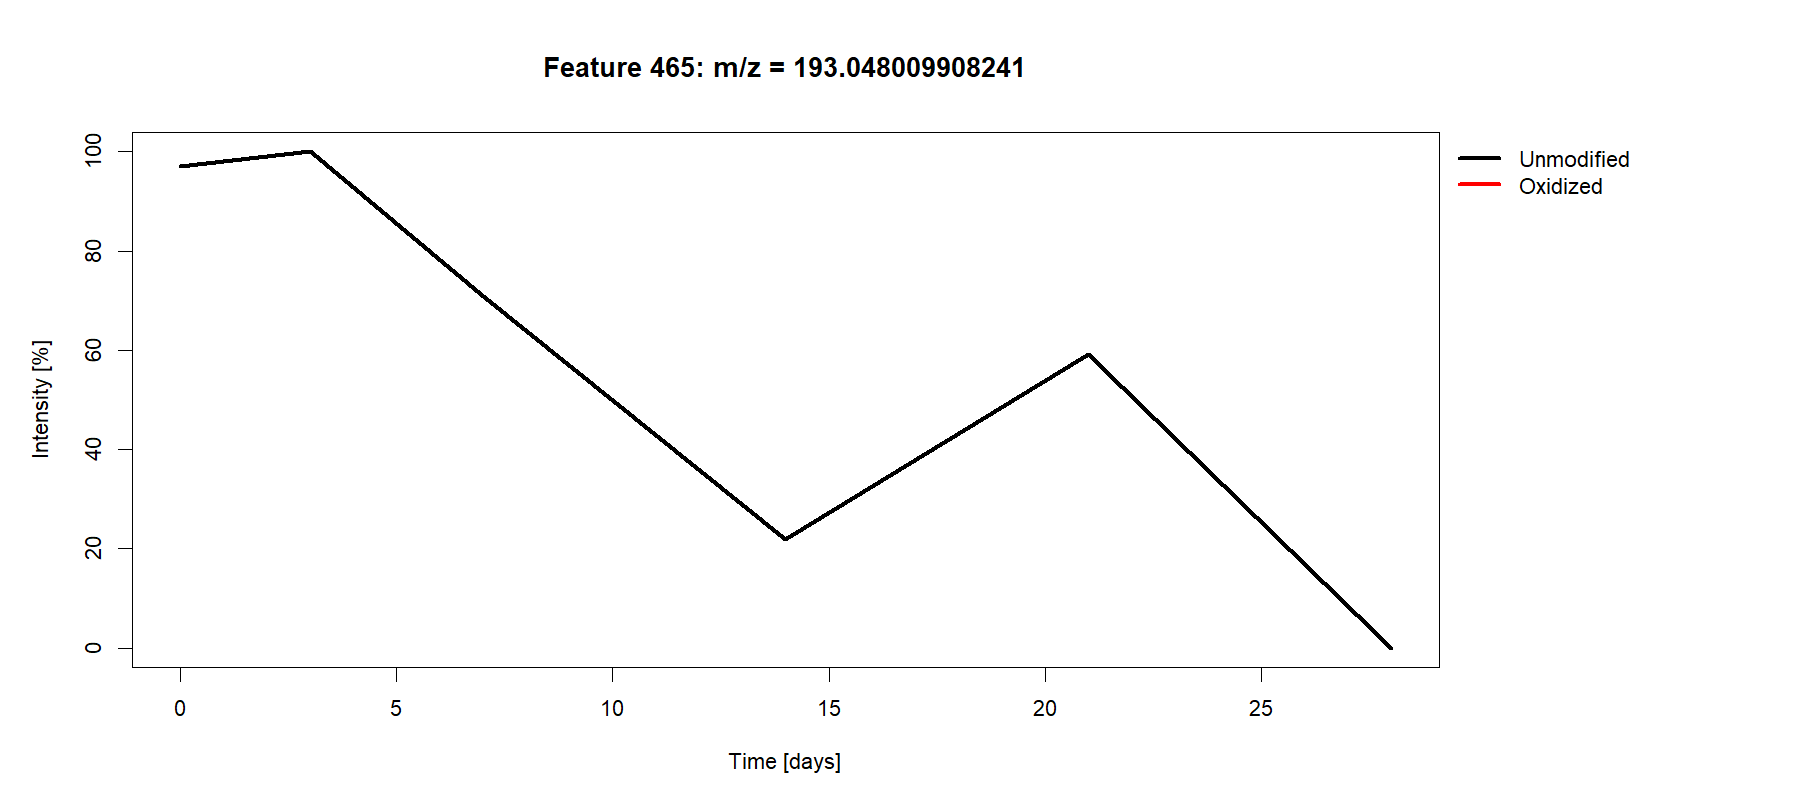 Feature 465: m/z = 193.048009908241
Unmodified
Oxidized
Intensity [%]
100
80
60
40
20
0
0 5 10 15 20 25
Time [days]